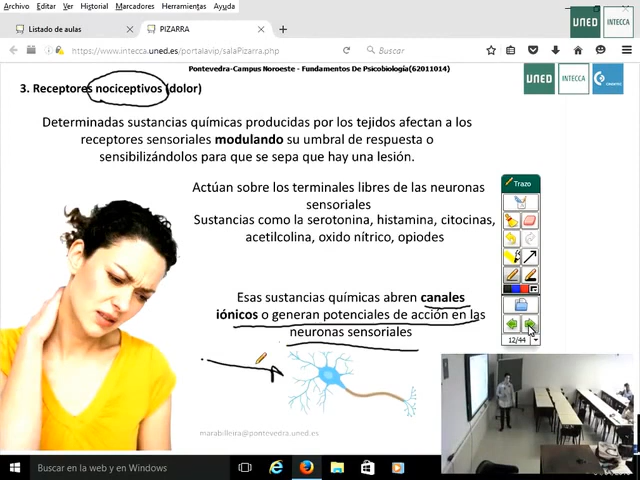 Archivo Editar Ver Historial Marcadores Herramientas Ayuda
Listado de aulas
PIZARRA
https://www.intecca.uned.es/portalavip/salaPizarra.php
Buscar
UNED
INTECCA
Pontevedra-Campus Noroeste - Fundamentos De Psicobiología(62011014)
UNED
INTECCA
3. Receptores nociceptivos (dolor)
Determinadas sustancias químicas producidas por los tejidos afectan a los
receptores sensoriales modulando su umbral de respuesta o
sensibilizándolos para que se sepa que hay una lesión.
Actúan sobre los terminales libres de las neuronas
sensoriales
Sustancias como la serotonina, histamina, citocinas,
acetilcolina, oxido nítrico, opiodes
Trazo
Esas sustancias químicas abren canales
iónicos o generan potenciales de acción en las
neuronas sensoriales
12/44
marabilleira@pontevedra.uned.es
Buscar en la web y en Windows